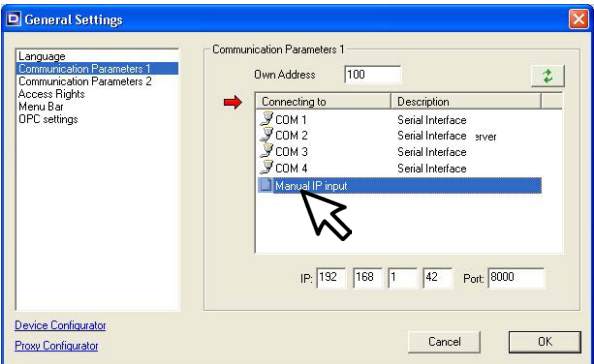 General Settings
Language
Communication Parameters 1
Communication Parameters 2
Access Rights
Menu Bar
OPC settings
Communication Parameters 1
Own Address 100
Connecting to Description
COM 1 Serial Interface
COM 2 Serial Interface erver
COM 3 Serial Interface
COM 4 Serial Interface
Manual IP input
IP: 192 168 1 42 Port: 8000
Device Configurator
Proxy Configurator
Cancel OK